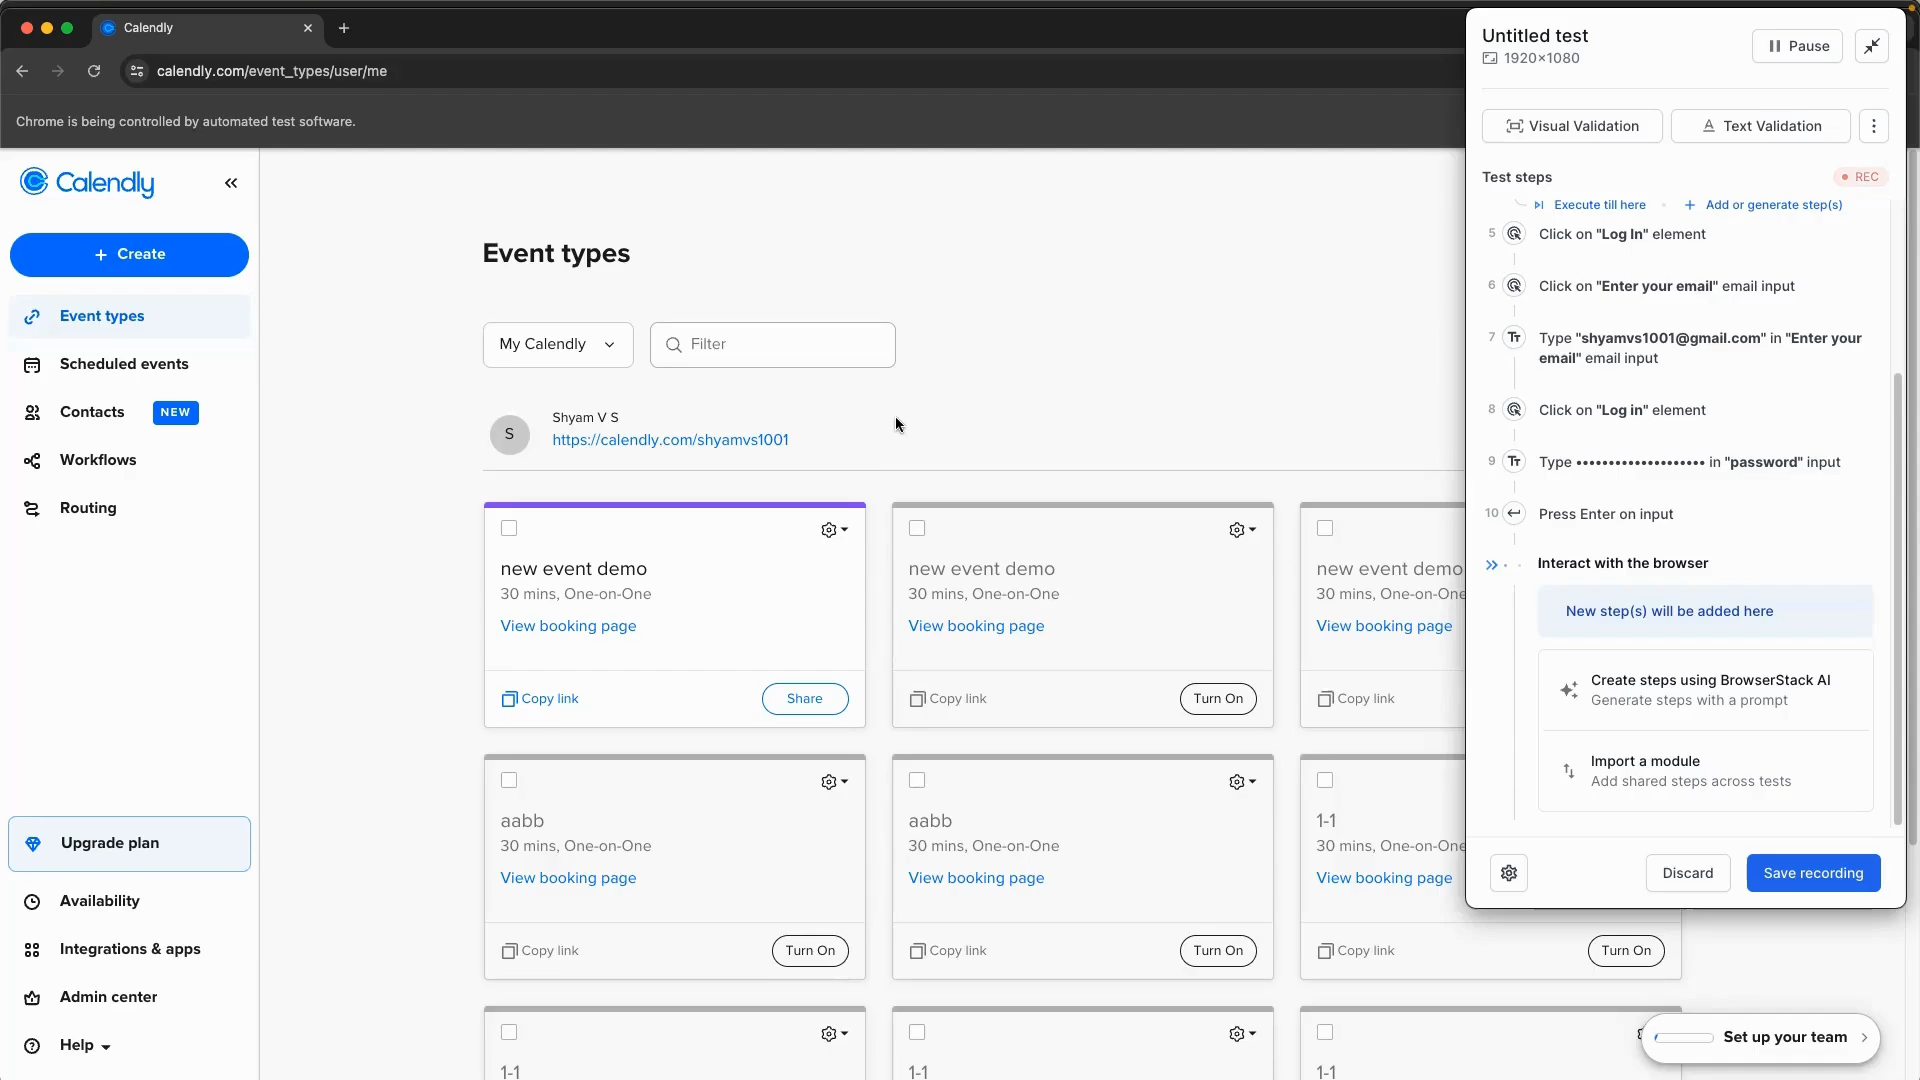 Calendly
calendly.com/event_types/user/me
Chrome is being controlled by automated test software.
Calendly
Create
Event types
Scheduled events
Contacts NEW
Workflows
Routing
Upgrade plan
Availability
Integrations & apps
Admin center
Help
Event types
My Calendly
Filter
S
Shyam V S
https://calendly.com/shyamvs1001
new event demo
30 mins, One-on-One
View booking page
Copy link
Share
new event demo
30 mins, One-on-One
View booking page
Copy link
Turn On
new event demo
30 mins, One-on-One
View booking page
Copy link
aabb
30 mins, One-on-One
View booking page
Copy link
Turn On
aabb
30 mins, One-on-One
View booking page
Copy link
Turn On
1-1
30 mins, One-on-One
View booking page
Copy link
Turn On
1-1
1-1
1-1
Untitled test
1920×1080
Pause
Visual Validation
Text Validation
Test steps
REC
Execute till here
Add or generate step(s)
5 Click on "Log In" element
6 Click on "Enter your email" email input
7 Type "shyamvs1001@gmail.com" in "Enter your
email" email input
8 Click on "Log in" element
9 Type •••••••••••••••••••• in "password" input
10 Press Enter on input
Interact with the browser
New step(s) will be added here
Create steps using BrowserStack AI
Generate steps with a prompt
Import a module
Add shared steps across tests
Discard
Save recording
Set up your team